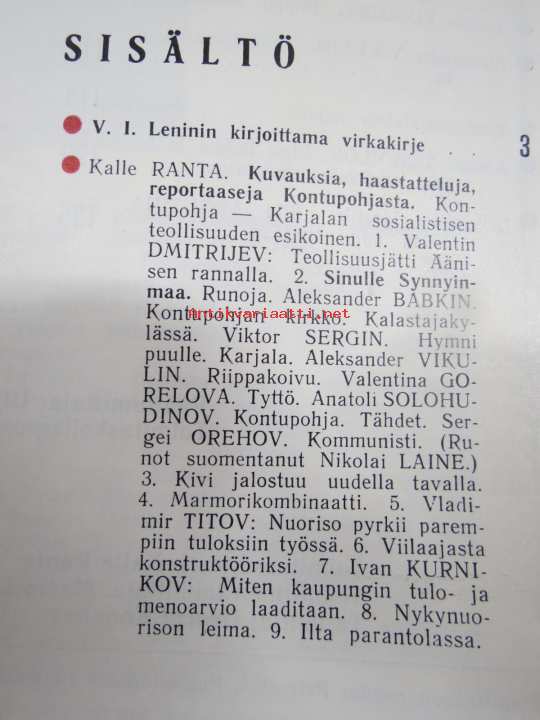 SISÄLTÖ
V. I. Leninin kirjoittama virkakirje . . 3
Kalle RANTA. Kuvauksia, haastatteluja,
reportaaseja Kontupohjasta. Kon-
tupohja — Karjalan sosialistisen
teollisuuden esikoinen. 1. Valentin
DMITRIJEV: Teollisuusjätti Ääni-
sen rannalla. 2. Sinulle Synnyin-
maa. Runoja. Aleksander BABKIN.
Kontupohjan kirkko. Kalastajaky-
antikvariaatti.net
lässä. Viktor SERGIN. Hymni
puulle. Karjala. Aleksander VIKU-
LIN. Riippakoivu. Valentina GO-
RELOVA. Tyttö. Anatoli SOLOHU-
DINOV. Kontupohja. Tähdet. Ser-
gei OREHOV. Kommunisti. (Ru-
not suomentanut Nikolai LAINE.)
3. Kivi jalostuu uudella tavalla.
4. Marmorikombinaatti. 5. Vladi-
mir TITOV: Nuoriso pyrkii parem-
piin tuloksiin työssä. 6. Viilaajasta
konstruktööriksi. 7. Ivan KURNI-
KOV: Miten kaupungin tulo- ja
menoarvio laaditaan. 8. Nykynuo-
rison leima. 9. Ilta parantolassa.